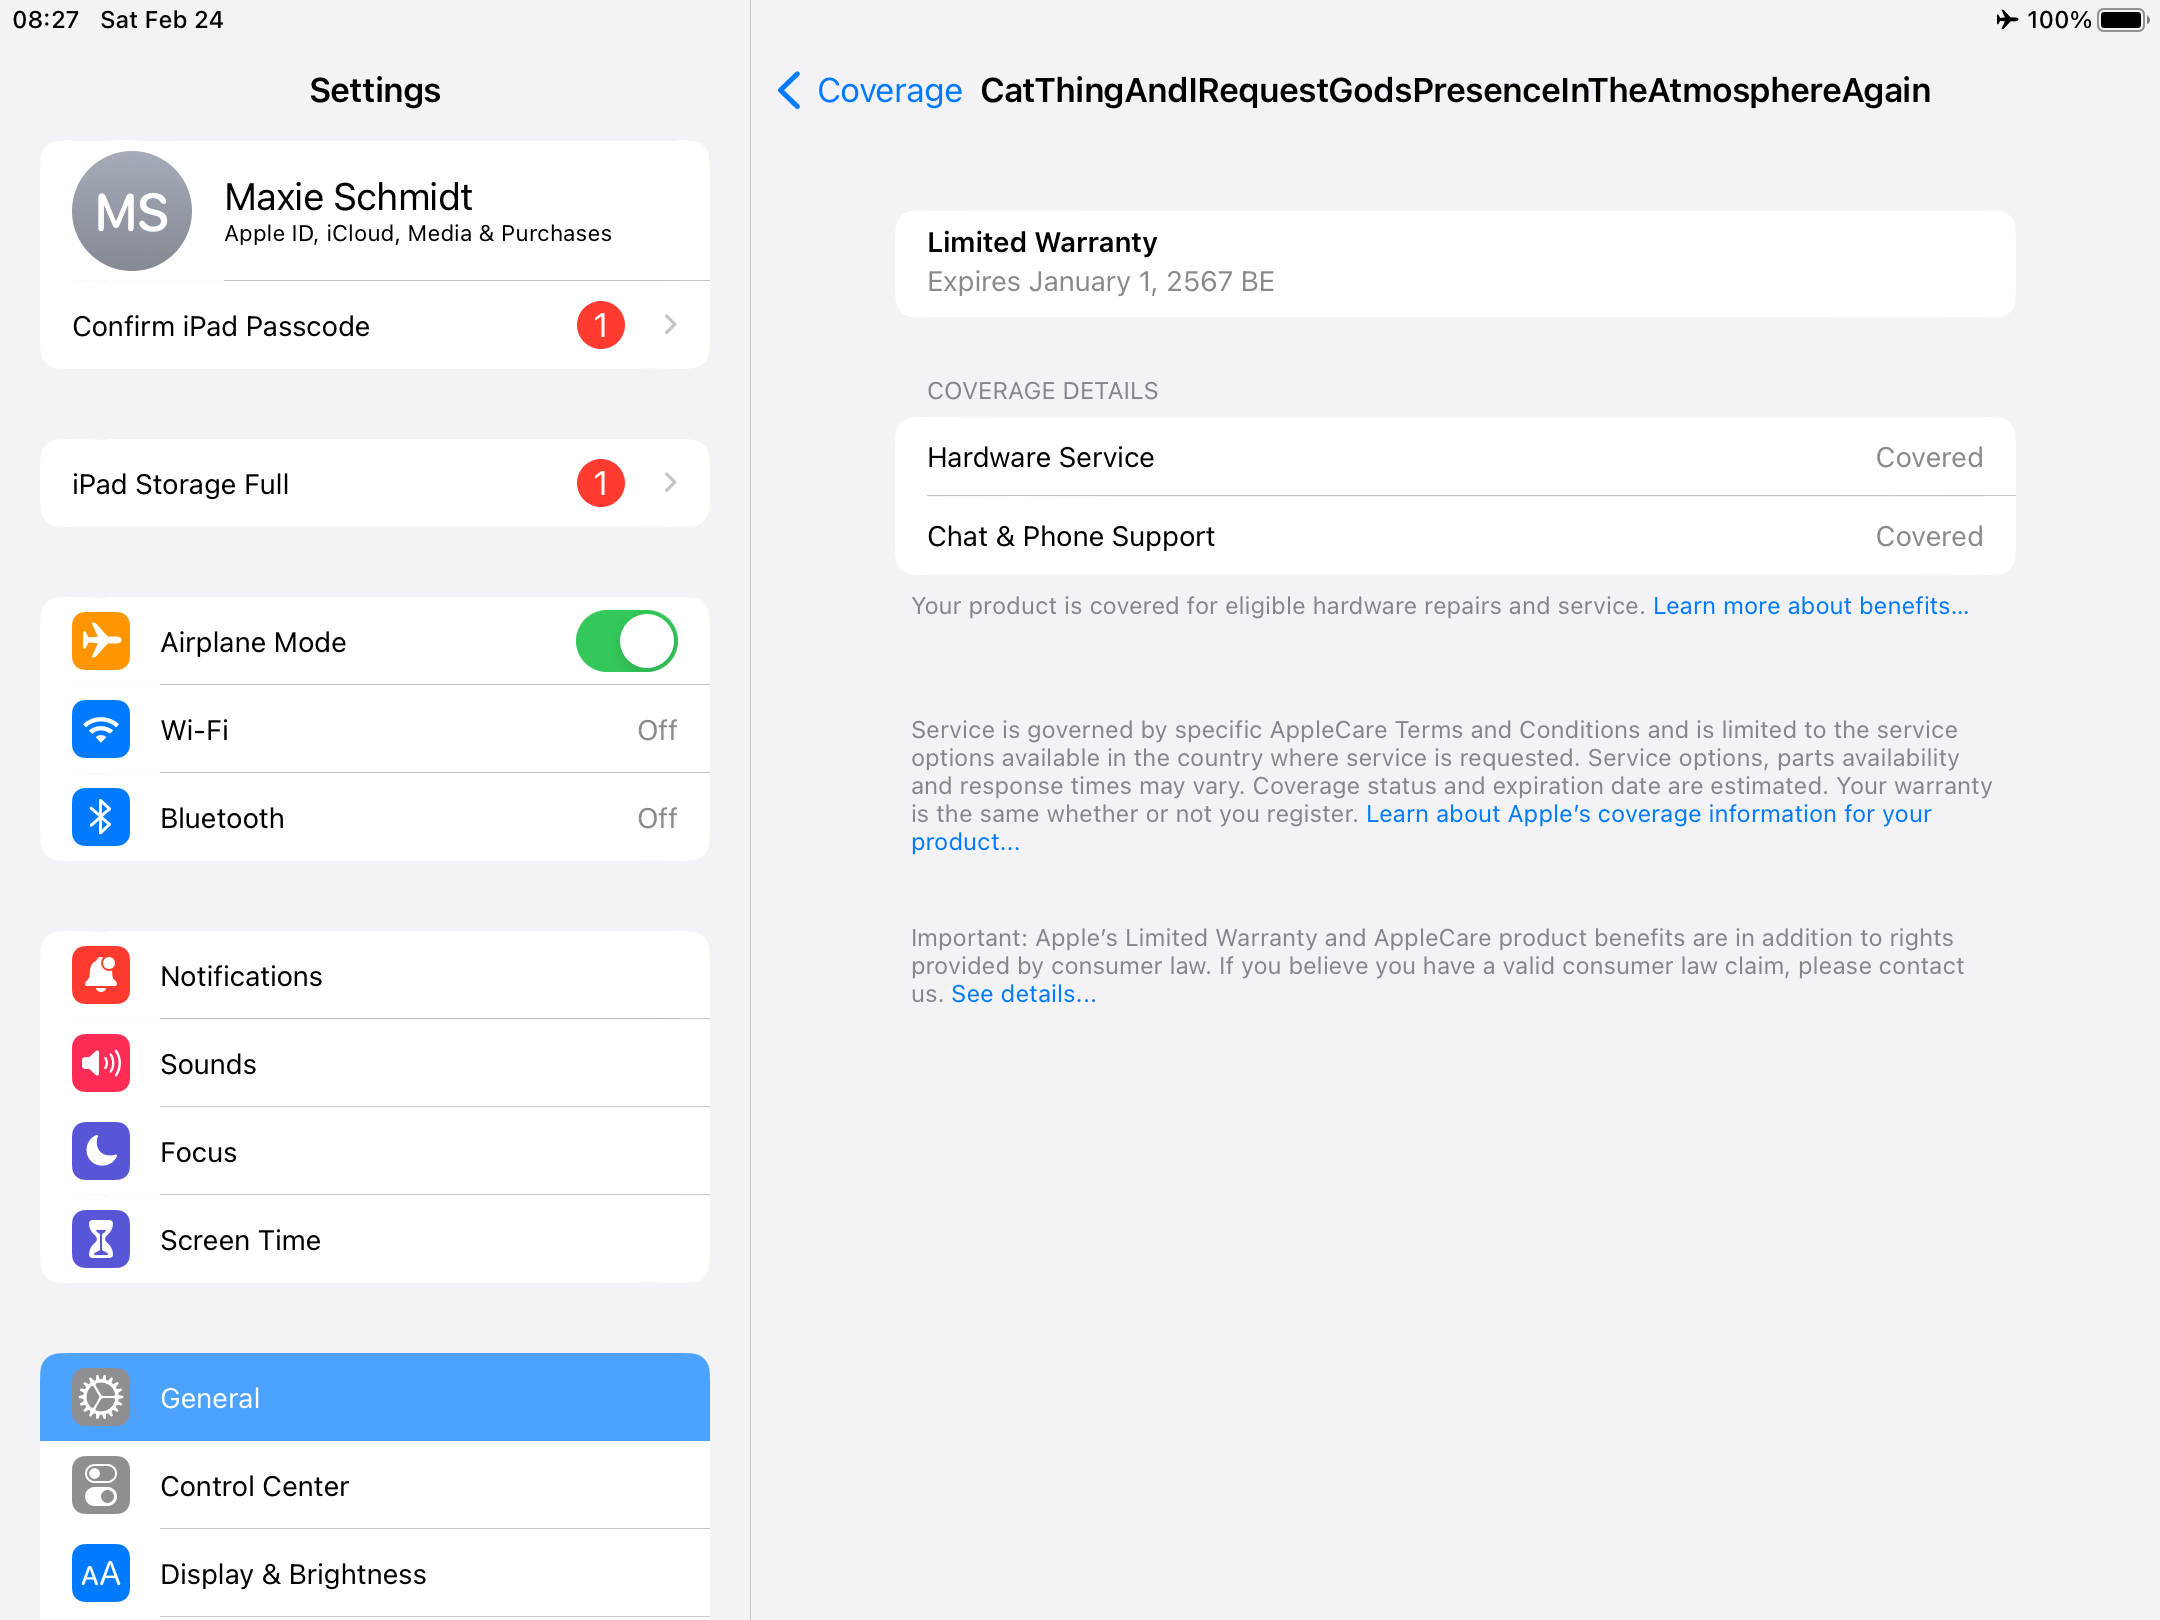 08:27 Sat Feb 24
100%
Settings
MS
Maxie Schmidt
Apple ID, iCloud, Media & Purchases
Confirm iPad Passcode 1
iPad Storage Full 1
Airplane Mode
Wi-Fi Off
Bluetooth Off
Notifications
Sounds
Focus
Screen Time
General
Control Center
AA Display & Brightness
Coverage CatThingAndIRequestGodsPresenceInTheAtmosphereAgain
Limited Warranty
Expires January 1, 2567 BE
COVERAGE DETAILS
Hardware Service Covered
Chat & Phone Support Covered
Your product is covered for eligible hardware repairs and service. Learn more about benefits...
Service is governed by specific AppleCare Terms and Conditions and is limited to the service
options available in the country where service is requested. Service options, parts availability
and response times may vary. Coverage status and expiration date are estimated. Your warranty
is the same whether or not you register. Learn about Apple's coverage information for your
product...
Important: Apple's Limited Warranty and AppleCare product benefits are in addition to rights
provided by consumer law. If you believe you have a valid consumer law claim, please contact
us. See details...